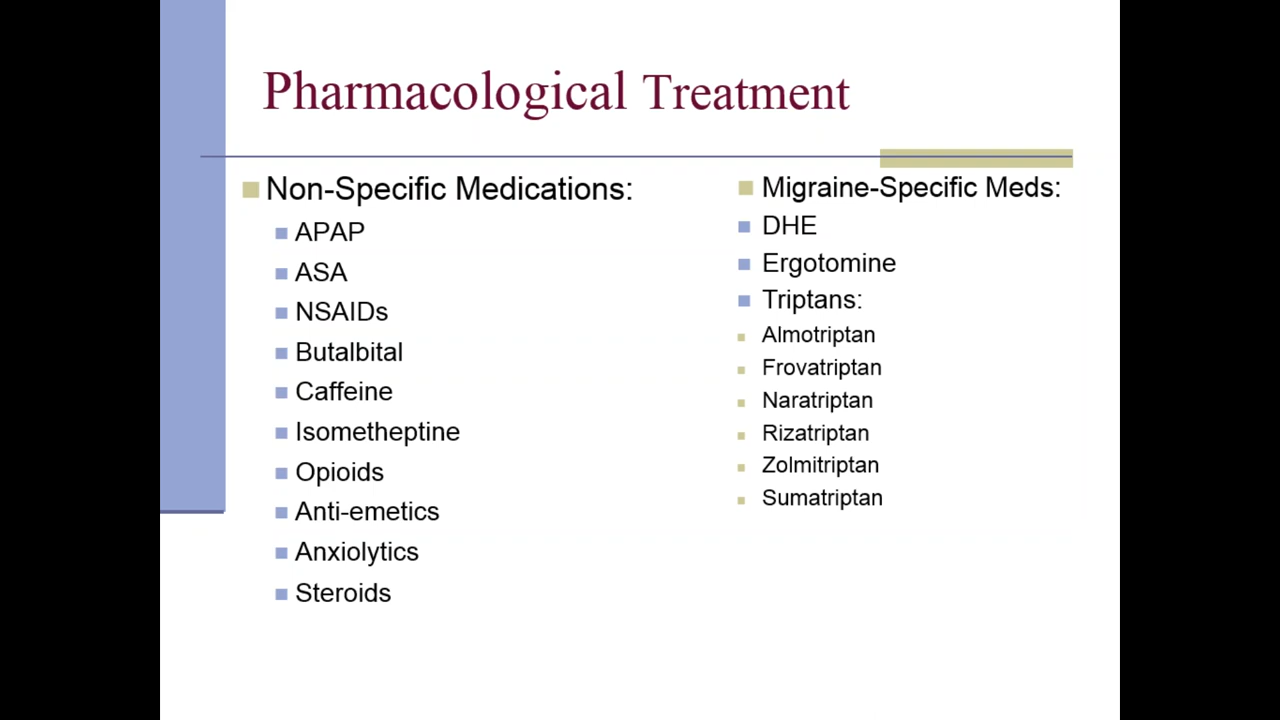 Pharmacological Treatment
Non-Specific Medications:
APAP
ASA
NSAIDs
Butalbital
Caffeine
Isometheptine
Opioids
Anti-emetics
Anxiolytics
Steroids
Migraine-Specific Meds:
DHE
Ergotomine
Triptans:
Almotriptan
Frovatriptan
Naratriptan
Rizatriptan
Zolmitriptan
Sumatriptan